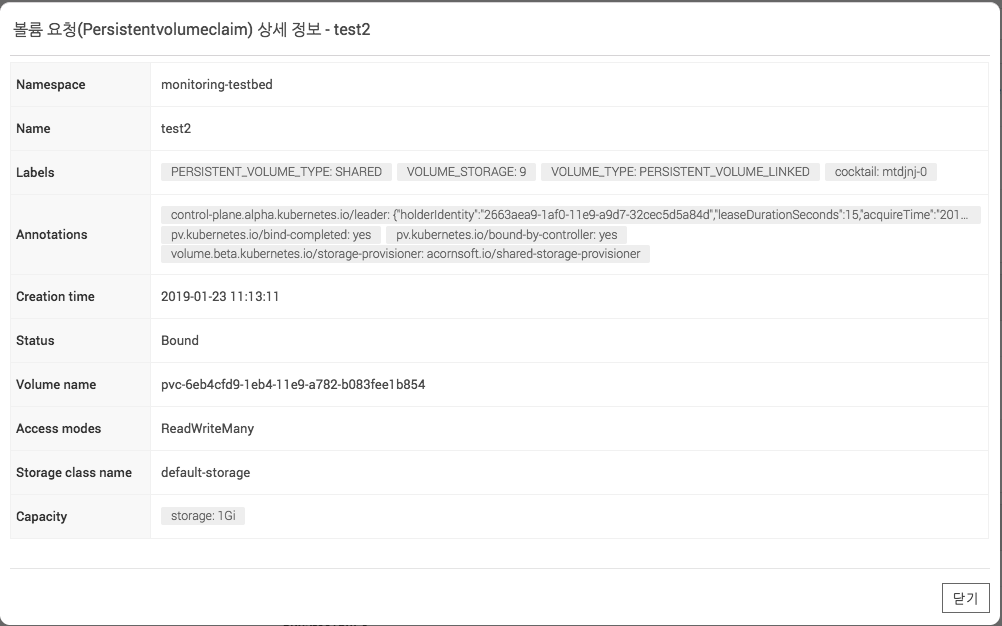 볼륨 요청(Persistentvolumeclaim) 상세 정보 - test2
Namespace monitoring-testbed
Name test2
Labels PERSISTENT_VOLUME_TYPE: SHARED VOLUME_STORAGE: 9 VOLUME_TYPE: PERSISTENT_VOLUME_LINKED cocktail: mtdjnj-0
control-plane.alpha.kubernetes.io/leader: {"holderIdentity":"2663aea9-1af0-11e9-a9d7-32cec5d5a84d","leaseDurationSeconds":15,"acquireTime":"201...
Annotations pv.kubernetes.io/bind-completed: yes pv.kubernetes.io/bound-by-controller: yes
volume.beta.kubernetes.io/storage-provisioner: acornsoft.io/shared-storage-provisioner
Creation time 2019-01-23 11:13:11
Status Bound
Volume name pvc-6eb4cfd9-1eb4-11e9-a782-b083fee1b854
Access modes ReadWriteMany
Storage class name default-storage
Capacity storage: 1Gi
닫기